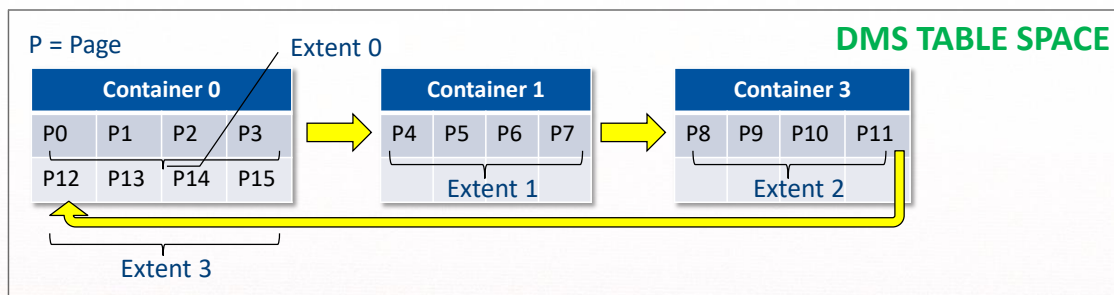 DMS TABLE SPACE
P = Page
Extent 0
Container 0
Container 1
Container 3
P0 P1 P2 P3
P4 P5 P6 P7
P8 P9 P10 P11
P12 P13 P14 P15
Extent 1
Extent 2
Extent 3